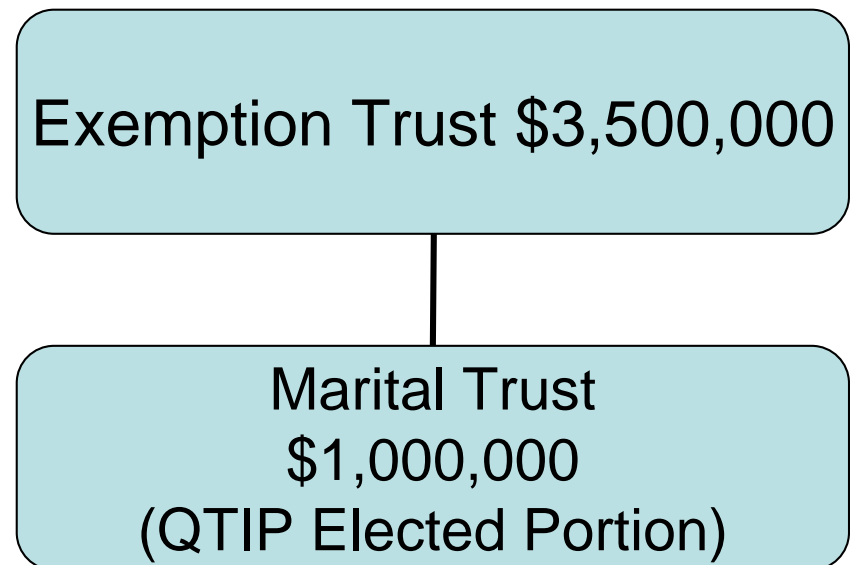 Exemption Trust $3,500,000
Marital Trust
$1,000,000
(QTIP Elected Portion)